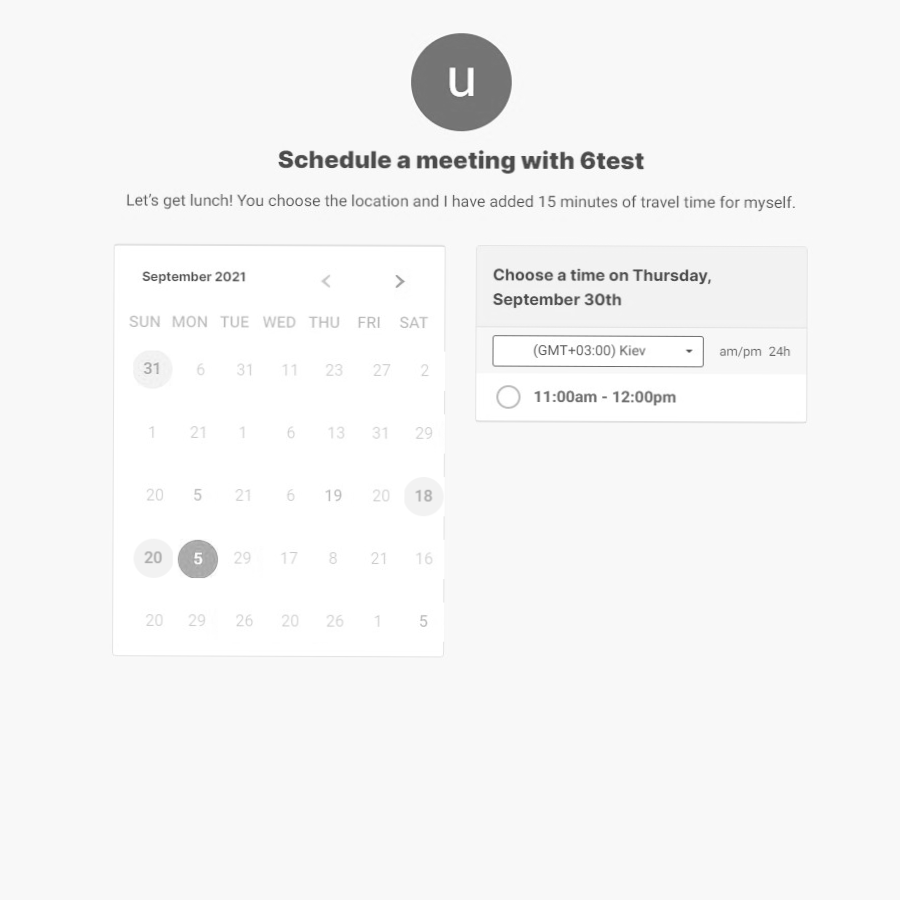 u
Schedule a meeting with 6test
Let's get lunch! You choose the location and I have added 15 minutes of travel time for myself.
September 2021
SUN MON TUE WED THU FRI SAT
31 6 31 11 23 27 2
1 21 1 6 13 31 29
20 5 21 6 19 20 18
20 5 29 17 8 21 16
20 29 26 20 26 1 5
Choose a time on Thursday,
September 30th
(GMT+03:00) Kiev am/pm 24h
11:00am - 12:00pm